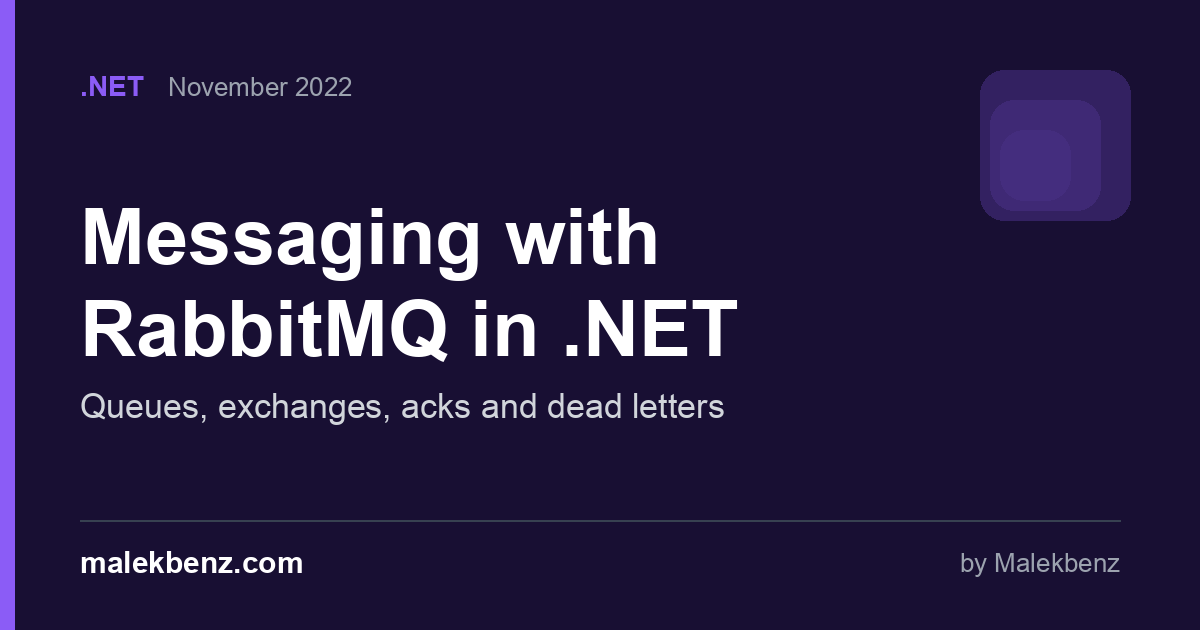 .NET November 2022
Messaging with
RabbitMQ in .NET
Queues, exchanges, acks and dead letters
malekbenz.com
by Malekbenz